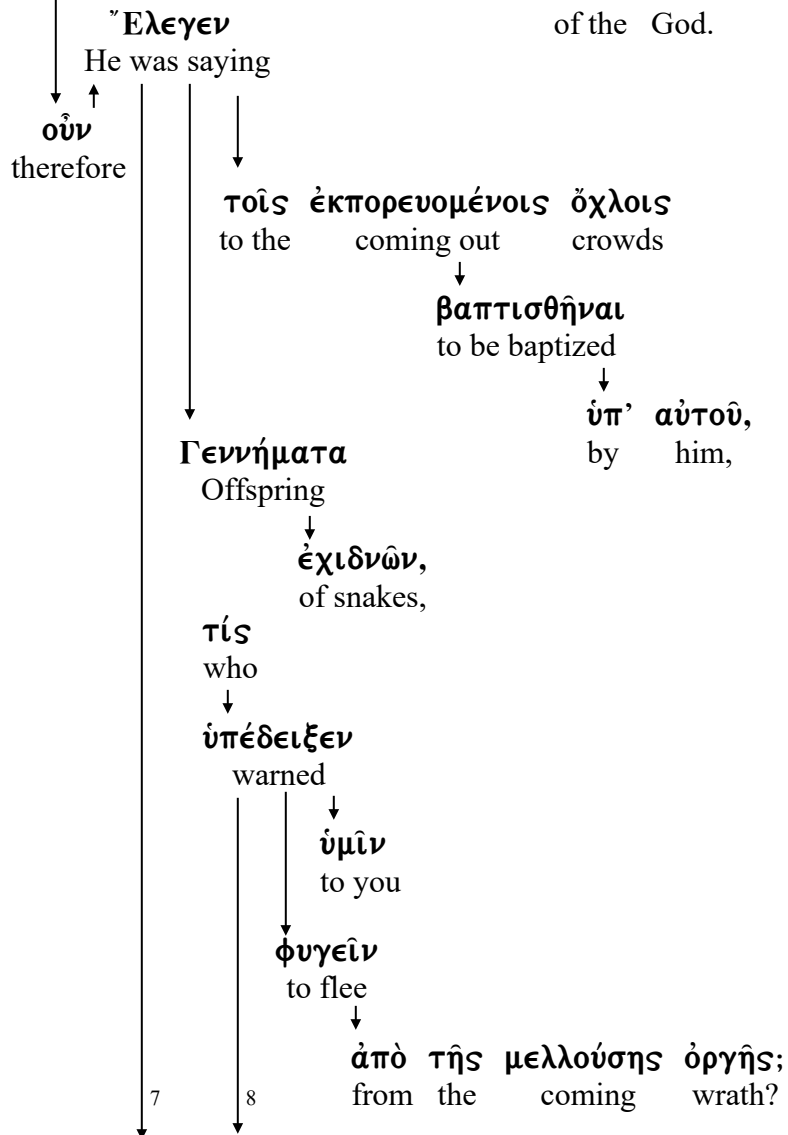 Ἔλεγεν of the God.
He was saying
οὖν
therefore
τοῖς ἐκπορευομένοις ὄχλοις
to the coming out crowds
βαπτισθῆναι
to be baptized
ὑπ’ αὐτοῦ,
by him,
Γεννήματα
Offspring
ἐχιδνῶν,
of snakes,
τίς
who
ὑπέδειξεν
warned
ὑμῖν
to you
φυγεῖν
to flee
ἀπὸ τῆς μελλούσης ὀργῆς;
7 8 from the coming wrath?